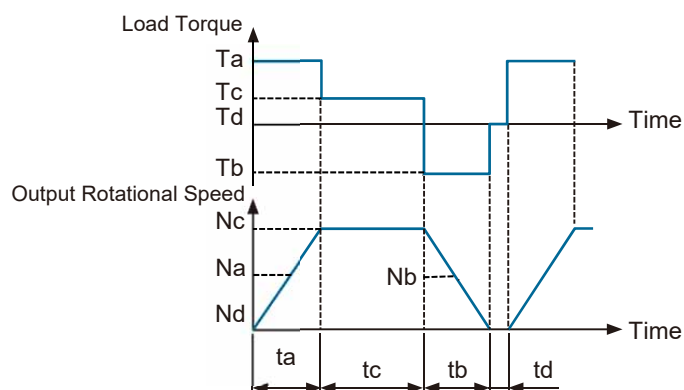 Load Torque
Ta
Tc
Td
Time
Tb
Output Rotational Speed
Nc
Na
Nb
Nd
Time
ta
tc
tb
td